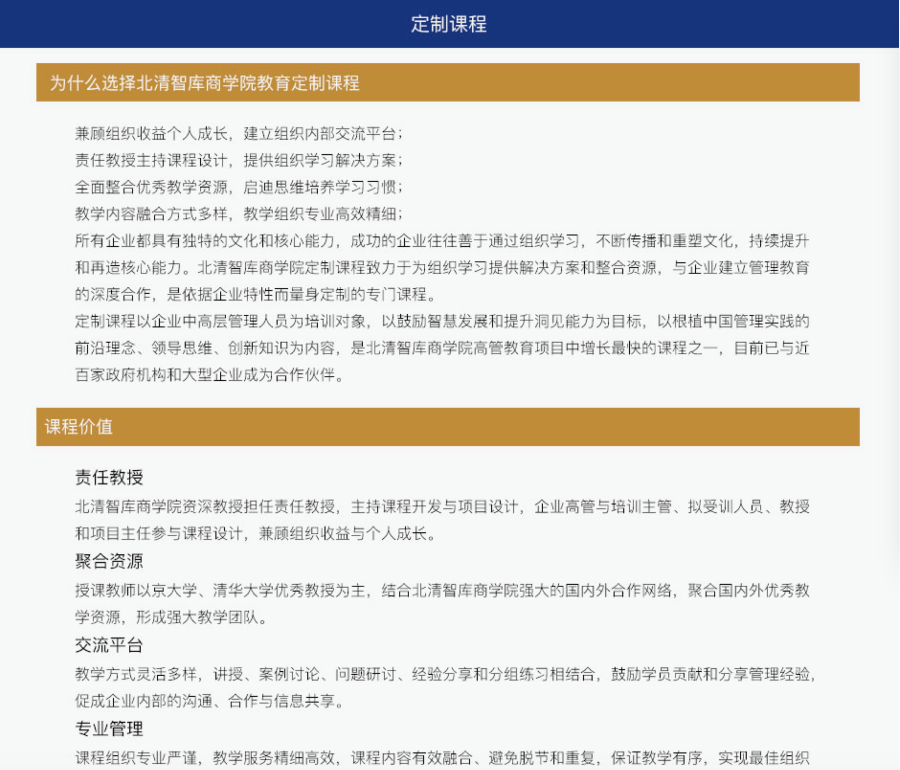 定制课程
为什么选择北清智库商学院教育定制课程
兼顾组织收益个人成长，建立组织内部交流平台；
责任教授主持课程设计，提供组织学习解决方案；
全面整合优秀教学资源，启迪思维培养学习习惯；
教学内容融合方式多样，教学组织专业高效精细；
所有企业都具有独特的文化和核心能力，成功的企业往往善于通过组织学习，不断传播和重塑文化，持续提升
和再造核心能力。北清智库商学院定制课程致力于为组织学习提供解决方案和整合资源，与企业建立管理教育
的深度合作，是依据企业特性而量身定制的专门课程。
定制课程以企业中高层管理人员为培训对象，以鼓励智慧发展和提升洞见能力为目标，以根植中国管理实践的
前沿理念、领导思维、创新知识为内容，是北清智库商学院高管教育项目中增长最快的课程之一，目前已与近
百家政府机构和大型企业成为合作伙伴。
课程价值
责任教授
北清智库商学院资深教授担任责任教授，主持课程开发与项目设计，企业高管与培训主管、拟受训人员、教授
和项目主任参与课程设计，兼顾组织收益与个人成长。
聚合资源
授课教师以京大学、清华大学优秀教授为主，结合北清智库商学院强大的国内外合作网络，聚合国内外优秀教
学资源，形成强大教学团队。
交流平台
教学方式灵活多样，讲授、案例讨论、问题研讨、经验分享和分组练习相结合，鼓励学员贡献和分享管理经验，
促成企业内部的沟通、合作与信息共享。
专业管理
课程组织专业严谨，教学服务精细高效，课程内容有效融合、避免脱节和重复，保证教学有序，实现最佳组织